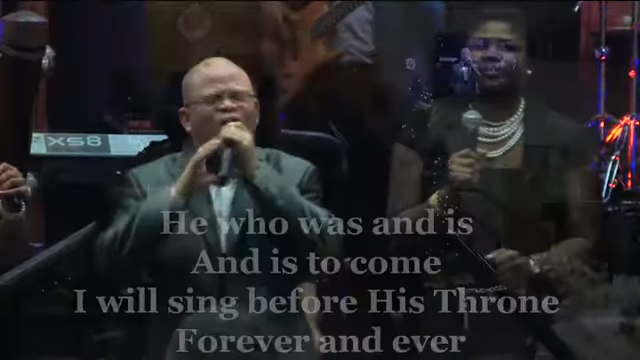 XS8
He who was and is
And is to come
I will sing before His Throne
Forever and ever